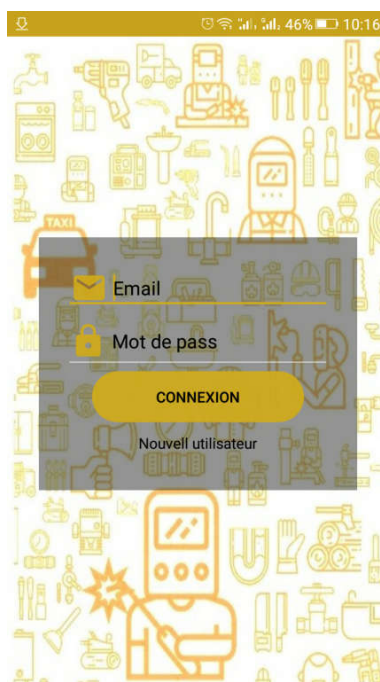 46% 10:16
TAXI
Email
Mot de pass
CONNEXION
Nouvell utilisateur